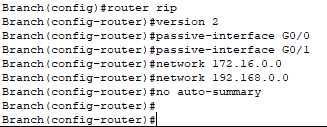 Branch(config)#router rip
Branch(config-router)#version 2
Branch(config-router)#passive-interface G0/0
Branch(config-router)#passive-interface G0/1
Branch(config-router)#network 172.16.0.0
Branch(config-router)#network 192.168.0.0
Branch(config-router)#no auto-summary
Branch(config-router)#
Branch(config-router)#